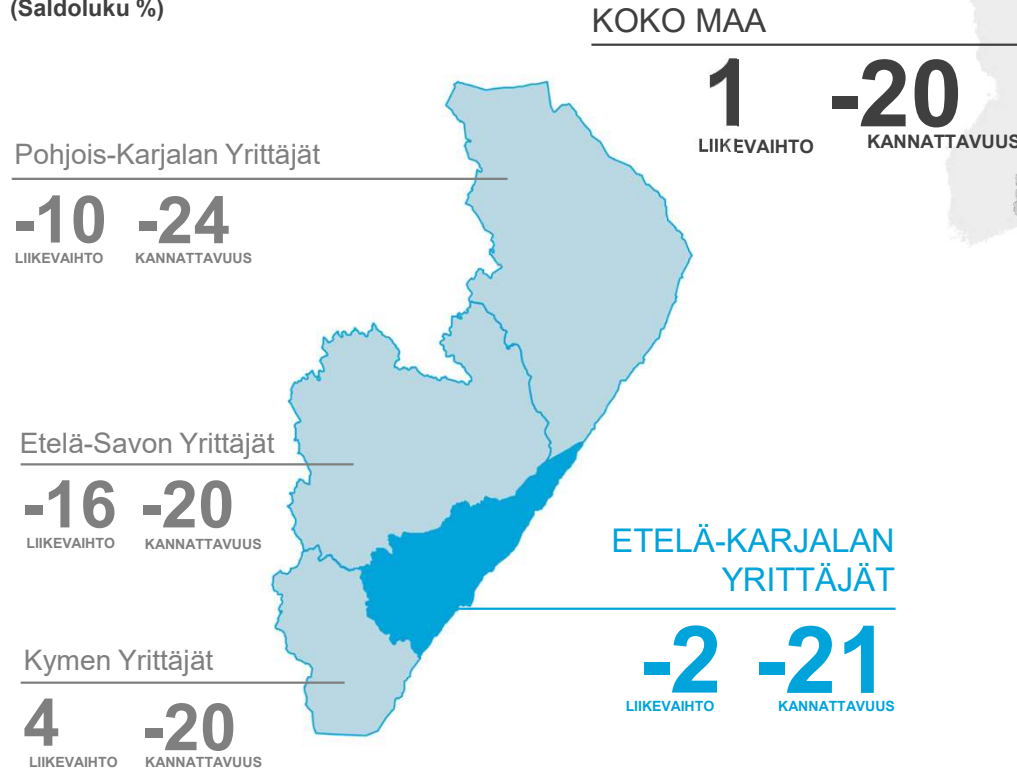 (Saldoluku %)
KOKO MAA
1 -20
LIIKEVAIHTO KANNATTAVUUS
Pohjois-Karjalan Yrittäjät
-10 -24
LIIKEVAIHTO KANNATTAVUUS
Etelä-Savon Yrittäjät
-16 -20
LIIKEVAIHTO KANNATTAVUUS
ETELÄ-KARJALAN
YRITTÄJÄT
-2 -21
LIIKEVAIHTO KANNATTAVUUS
Kymen Yrittäjät
4 -20
LIIKEVAIHTO KANNATTAVUUS